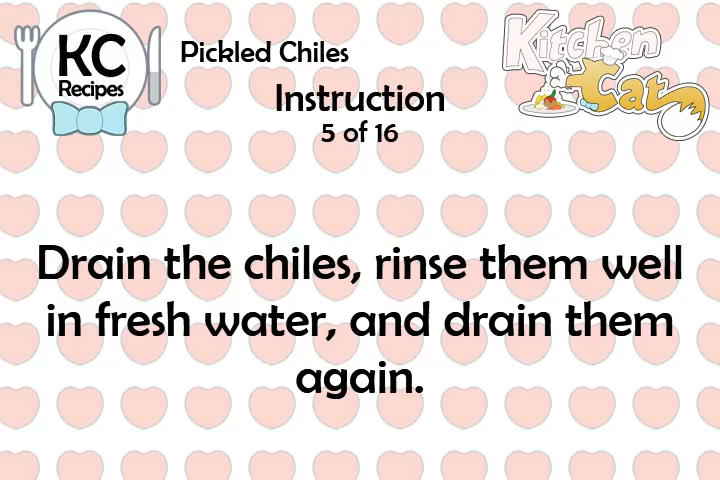 KC
Recipes
Pickled Chiles
Kitchen
Cat
Instruction
5 of 16
Drain the chiles, rinse them well
in fresh water, and drain them
again.